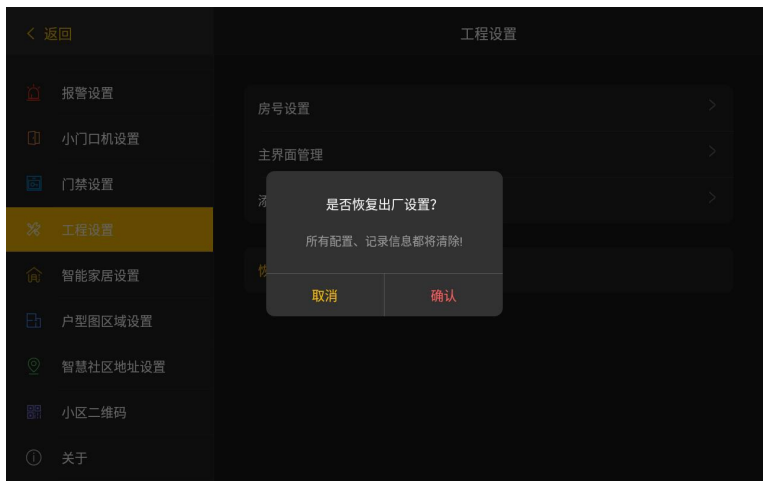 返回
工程设置
报警设置
小门口机设置
门禁设置
工程设置
智能家居设置
户型图区域设置
智慧社区地址设置
小区二维码
关于
房号设置
主界面管理
添
恢
是否恢复出厂设置?
所有配置、记录信息都将清除!
取消
确认